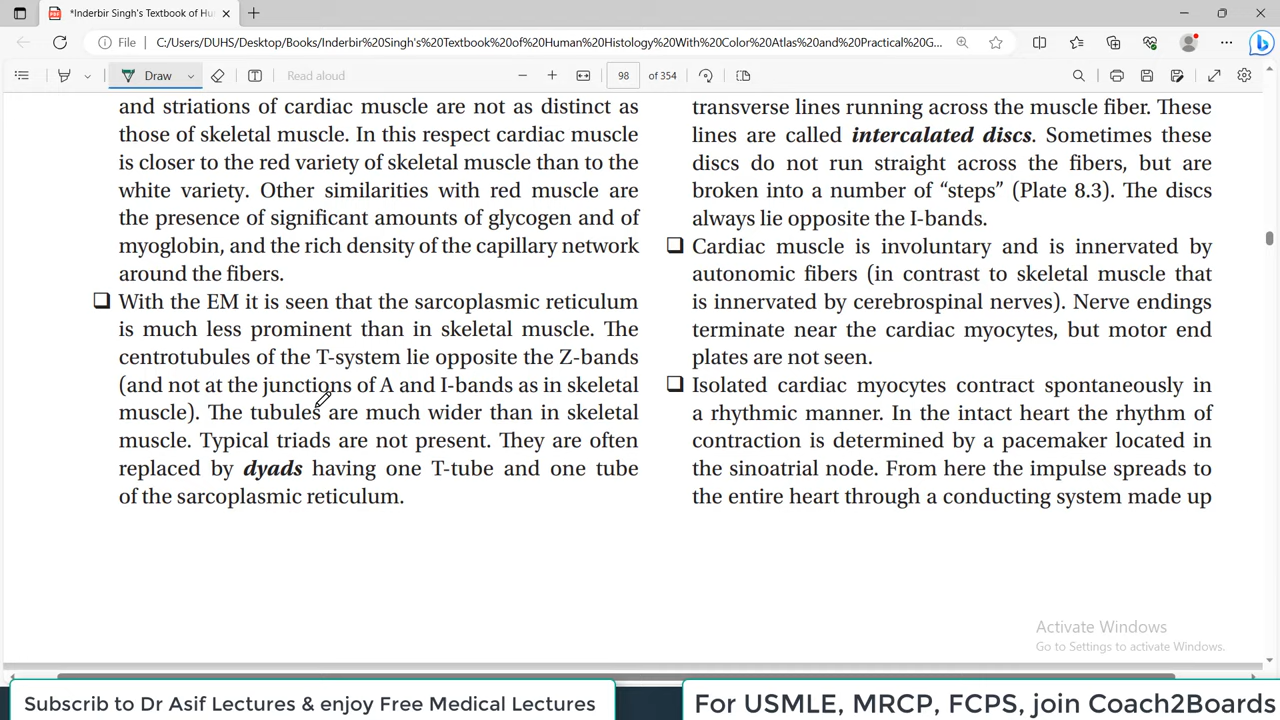 *Inderbir Singh's Textbook of Hu
File
C:/Users/DUHS/Desktop/Books/Inderbir%20Singh's%20Textbook%20of%20Human%20Histology%20With%20Color%20Atlas%20and%20Practical%20G...
Draw
Read aloud
98
of 354
and striations of cardiac muscle are not as distinct as
those of skeletal muscle. In this respect cardiac muscle
is closer to the red variety of skeletal muscle than to the
white variety. Other similarities with red muscle are
the presence of significant amounts of glycogen and of
myoglobin, and the rich density of the capillary network
around the fibers.
❑ With the EM it is seen that the sarcoplasmic reticulum
is much less prominent than in skeletal muscle. The
centrotubules of the T-system lie opposite the Z-bands
(and not at the junctions of A and I-bands as in skeletal
muscle). The tubules are much wider than in skeletal
muscle. Typical triads are not present. They are often
replaced by dyads having one T-tube and one tube
of the sarcoplasmic reticulum.
transverse lines running across the muscle fiber. These
lines are called intercalated discs. Sometimes these
discs do not run straight across the fibers, but are
broken into a number of “steps” (Plate 8.3). The discs
always lie opposite the I-bands.
❑ Cardiac muscle is involuntary and is innervated by
autonomic fibers (in contrast to skeletal muscle that
is innervated by cerebrospinal nerves). Nerve endings
terminate near the cardiac myocytes, but motor end
plates are not seen.
❑ Isolated cardiac myocytes contract spontaneously in
a rhythmic manner. In the intact heart the rhythm of
contraction is determined by a pacemaker located in
the sinoatrial node. From here the impulse spreads to
the entire heart through a conducting system made up
Activate Windows
Go to Settings to activate Windows.
Subscrib to Dr Asif Lectures & enjoy Free Medical Lectures
For USMLE, MRCP, FCPS, join Coach2Boards